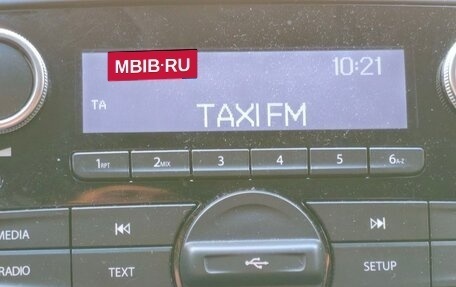 MBIB·RU
10:21
TA
TAXI FM
1RPT 2MIX 3 4 5 6A-Z
MEDIA
RADIO TEXT SETUP